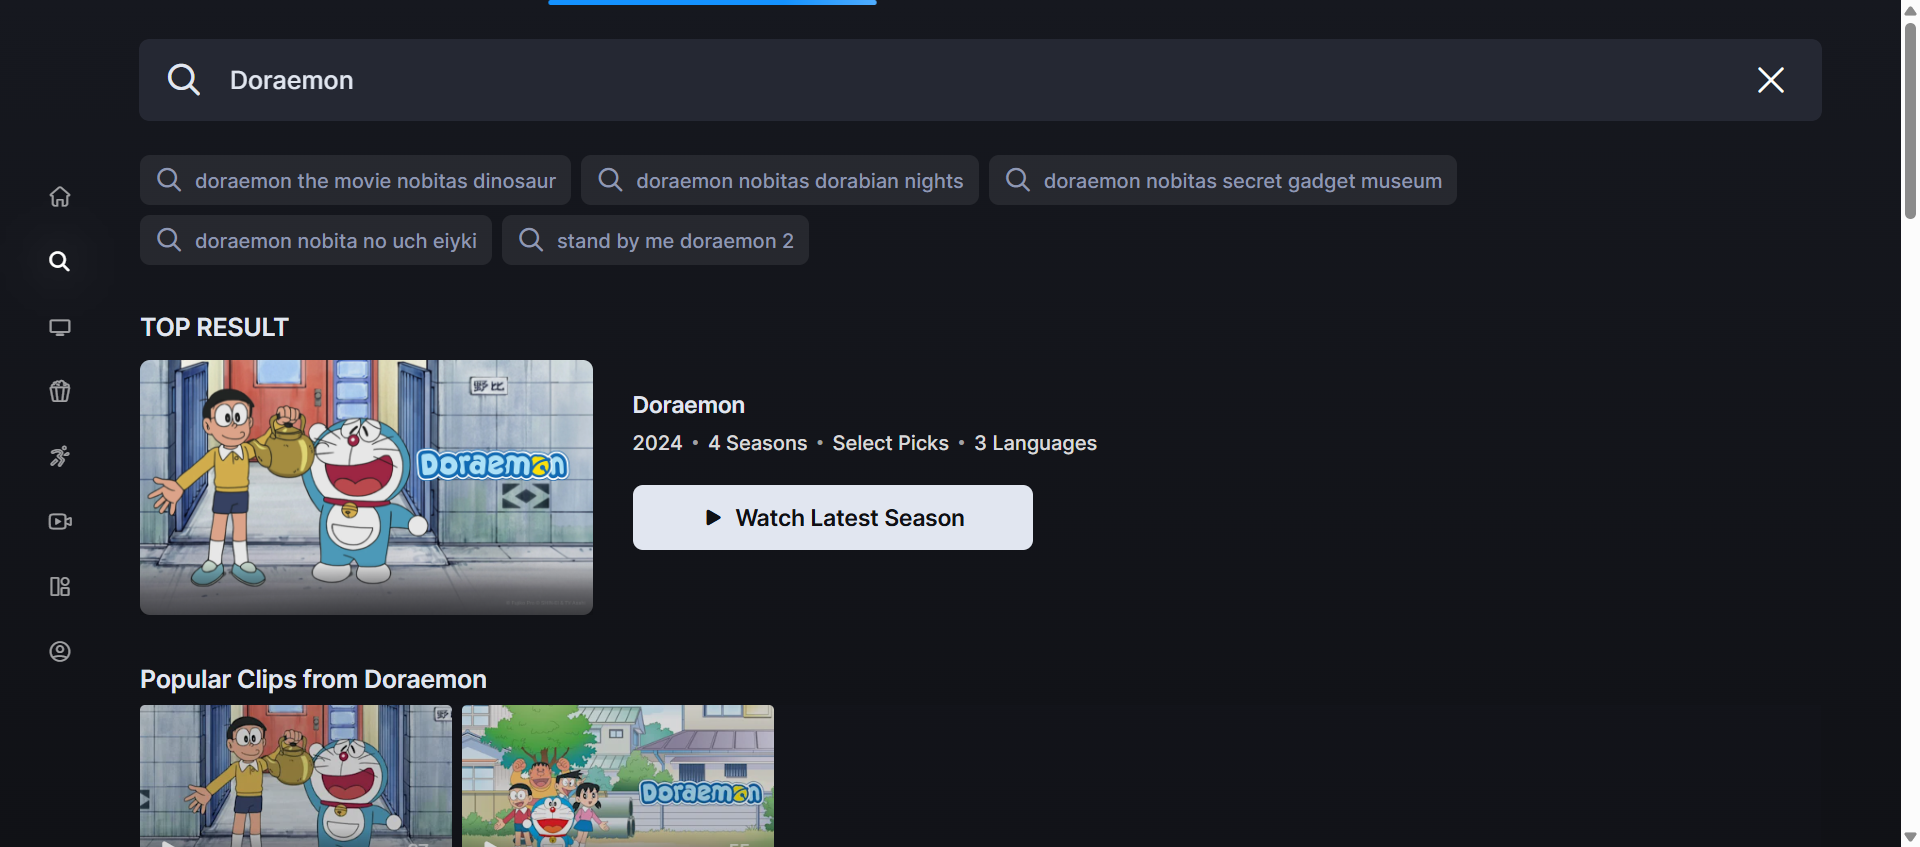 Doraemon
doraemon the movie nobitas dinosaur
doraemon nobitas dorabian nights
doraemon nobitas secret gadget museum
doraemon nobita no uch eiyki
stand by me doraemon 2
TOP RESULT
野比
Doraemon
Doraemon
2024 • 4 Seasons • Select Picks • 3 Languages
Watch Latest Season
Popular Clips from Doraemon
野
Doraemon